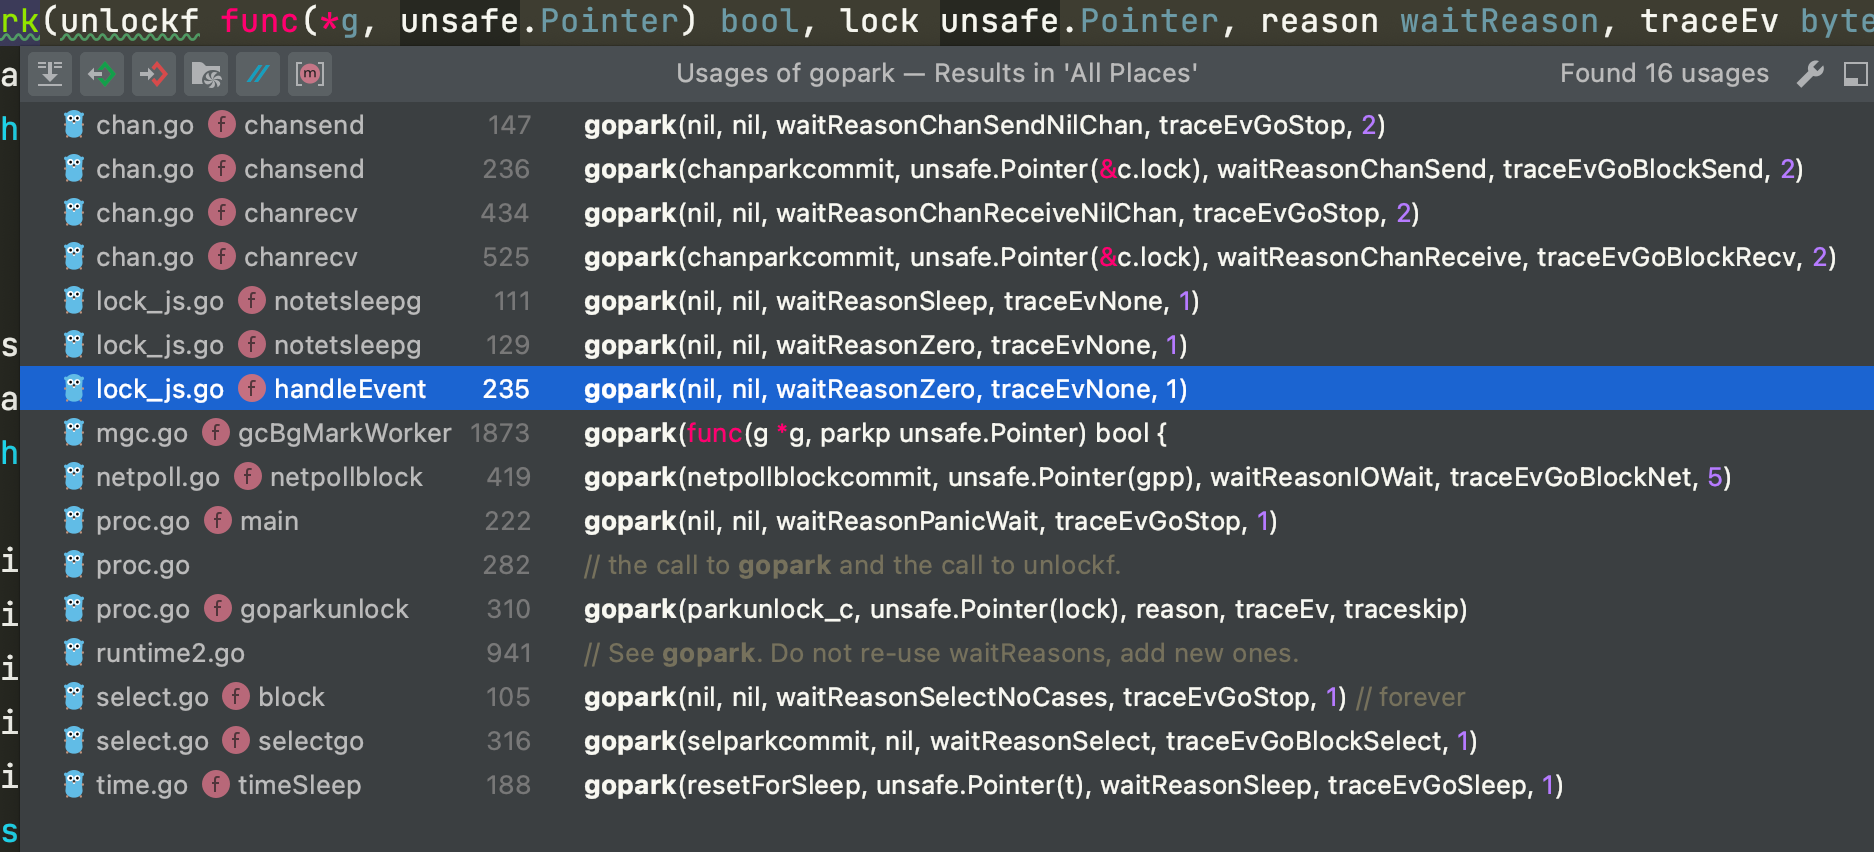 rk(unlockf func(*g, unsafe.Pointer) bool, lock unsafe.Pointer, reason waitReason, traceEv byte
Usages of gopark — Results in 'All Places' Found 16 usages
chan.go f chansend 147 gopark(nil, nil, waitReasonChanSendNilChan, traceEvGoStop, 2)
chan.go f chansend 236 gopark(chanparkcommit, unsafe.Pointer(&c.lock), waitReasonChanSend, traceEvGoBlockSend, 2)
chan.go f chanrecv 434 gopark(nil, nil, waitReasonChanReceiveNilChan, traceEvGoStop, 2)
chan.go f chanrecv 525 gopark(chanparkcommit, unsafe.Pointer(&c.lock), waitReasonChanReceive, traceEvGoBlockRecv, 2)
lock_js.go f notetsleepg 111 gopark(nil, nil, waitReasonSleep, traceEvNone, 1)
lock_js.go f notetsleepg 129 gopark(nil, nil, waitReasonZero, traceEvNone, 1)
lock_js.go f handleEvent 235 gopark(nil, nil, waitReasonZero, traceEvNone, 1)
mgc.go f gcBgMarkWorker 1873 gopark(func(g *g, parkp unsafe.Pointer) bool {
netpoll.go f netpollblock 419 gopark(netpollblockcommit, unsafe.Pointer(gpp), waitReasonIOWait, traceEvGoBlockNet, 5)
proc.go f main 222 gopark(nil, nil, waitReasonPanicWait, traceEvGoStop, 1)
proc.go 282 // the call to gopark and the call to unlockf.
proc.go f goparkunlock 310 gopark(parkunlock_c, unsafe.Pointer(lock), reason, traceEv, traceskip)
runtime2.go 941 // See gopark. Do not re-use waitReasons, add new ones.
select.go f block 105 gopark(nil, nil, waitReasonSelectNoCases, traceEvGoStop, 1) // forever
select.go f selectgo 316 gopark(selparkcommit, nil, waitReasonSelect, traceEvGoBlockSelect, 1)
time.go f timeSleep 188 gopark(resetForSleep, unsafe.Pointer(t), waitReasonSleep, traceEvGoSleep, 1)